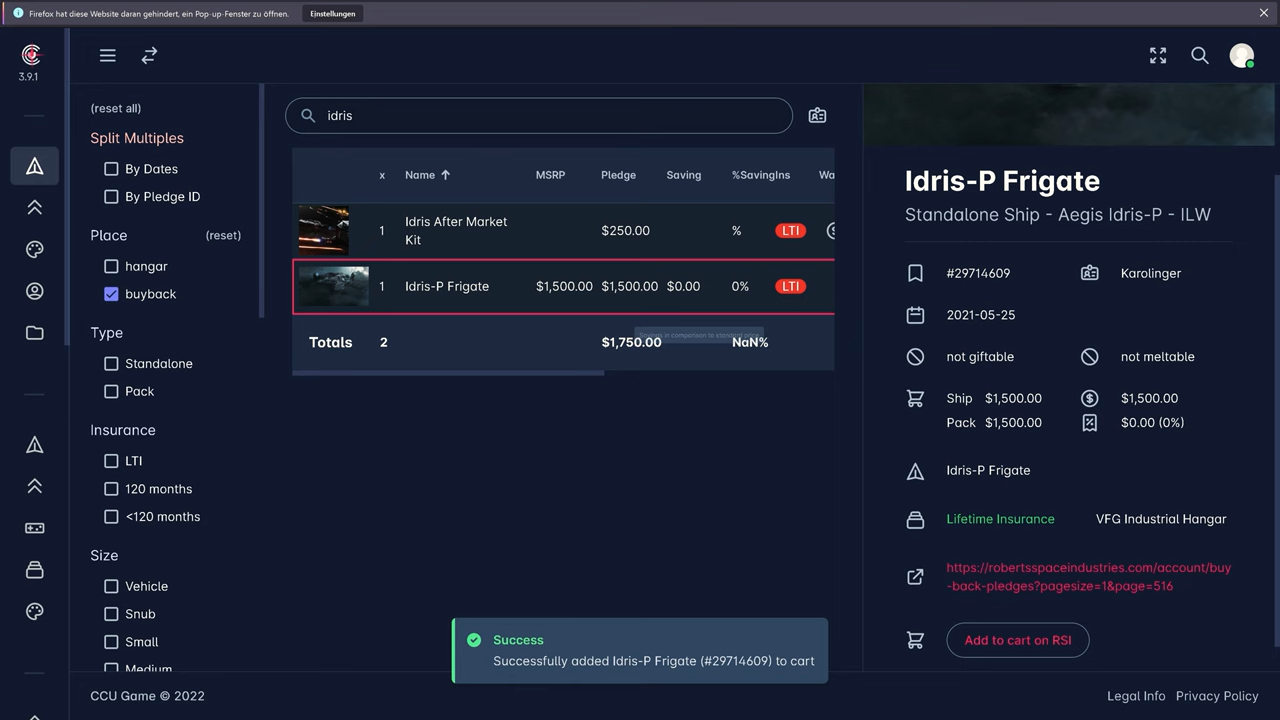 Firefox hat diese Website daran gehindert, ein Pop-up-Fenster zu öffnen. Einstellungen
3.9.1
(reset all)
Split Multiples
By Dates
By Pledge ID
Place (reset)
hangar
buyback
Type
Standalone
Pack
Insurance
LTI
120 months
<120 months
Size
Vehicle
Snub
Small
Medium
idris
x Name MSRP Pledge Saving %Saving Ins Wa
1 Idris After Market Kit $250.00 % LTI
1 Idris-P Frigate $1,500.00 $1,500.00 $0.00 0% LTI
Savings in comparison to standard price
Totals 2 $1,750.00 NaN%
Idris-P Frigate
Standalone Ship - Aegis Idris-P - ILW
#29714609 Karolinger
2021-05-25
not giftable not meltable
Ship $1,500.00 $1,500.00
Pack $1,500.00 $0.00 (0%)
Idris-P Frigate
Lifetime Insurance VFG Industrial Hangar
https://robertsspaceindustries.com/account/buy
-back-pledges?pagesize=1&page=516
Add to cart on RSI
Success
Successfully added Idris-P Frigate (#29714609) to cart
CCU Game © 2022 Legal Info Privacy Policy